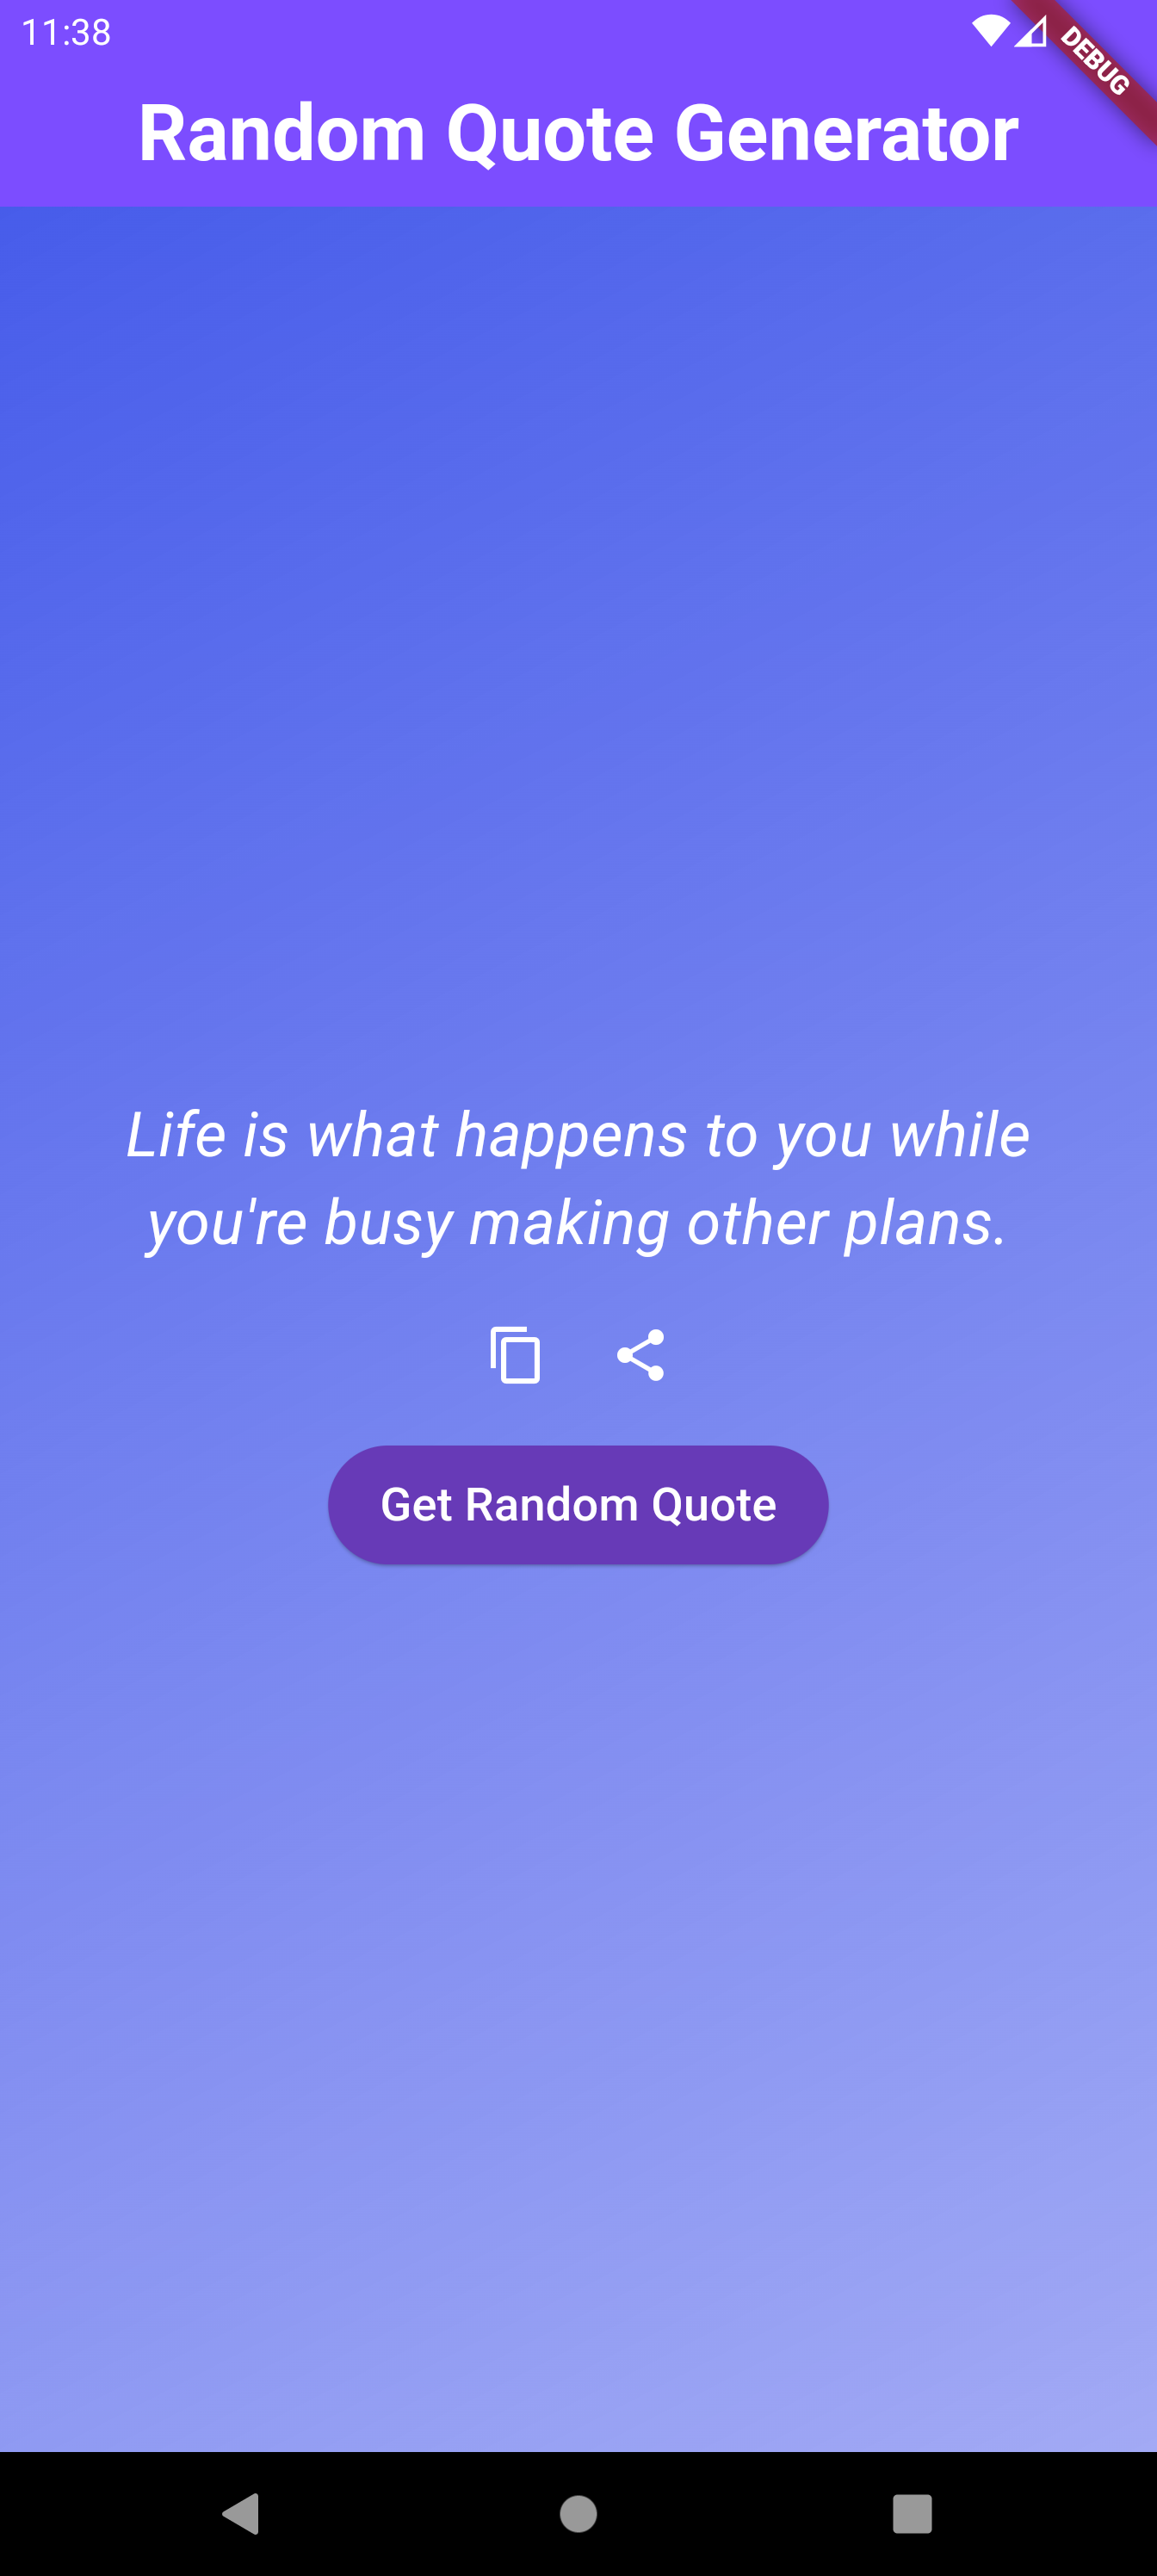 11:38
DEBUG
Random Quote Generator
Life is what happens to you while
you're busy making other plans.
Get Random Quote